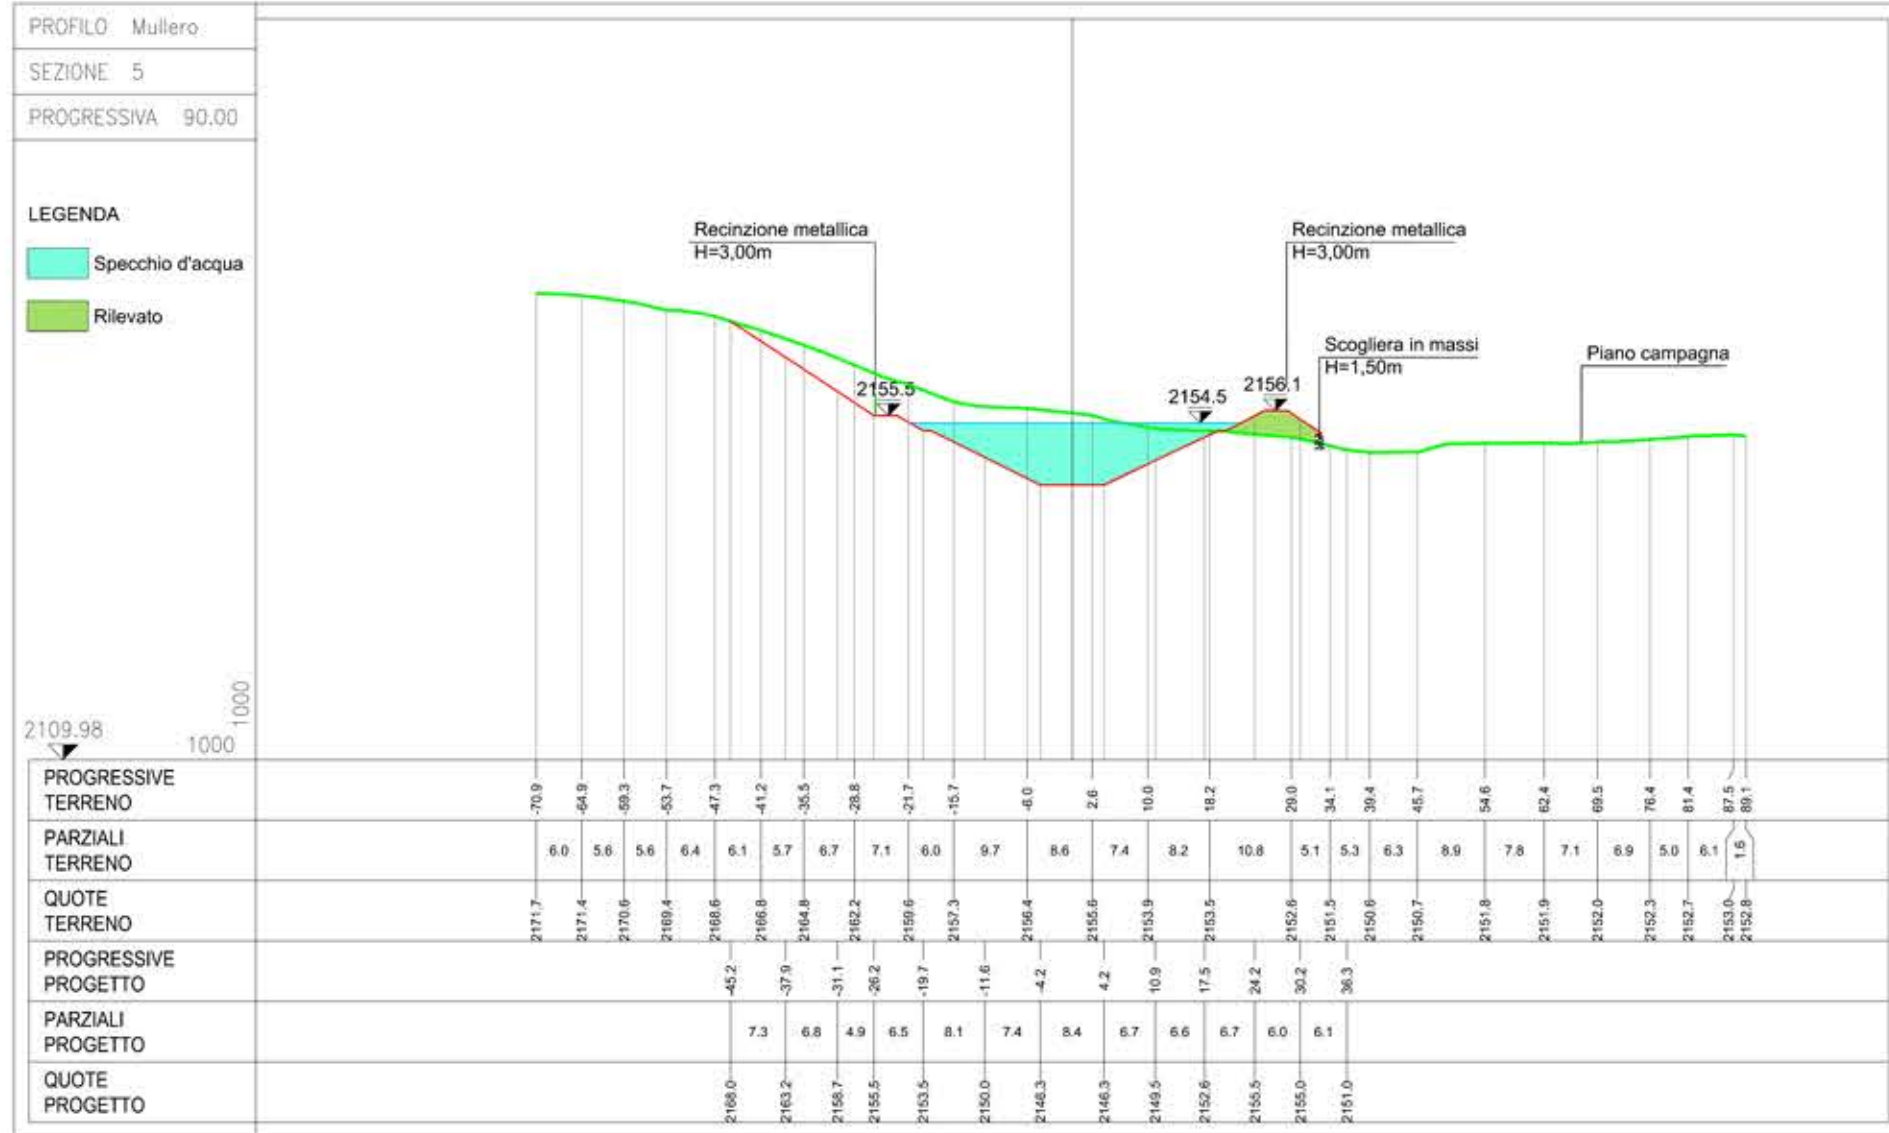 PROFILO Mullero
SEZIONE 5
PROGRESSIVA 90.00
LEGENDA
Specchio d'acqua
Rilevato
Recinzione metallica
H=3,00m
Recinzione metallica
H=3,00m
Scogliera in massi
H=1,50m
Piano campagna
2155.5
2154.5
2156.1
1000
2109.98
1000
PROGRESSIVE
TERRENO
-70.9 -64.9 -59.3 -53.7 -47.3 -41.2 -35.5 -28.8 -21.7 -15.7 -6.0 2.6 10.0 18.2 29.0 34.1 39.4 45.7 54.6 62.4 69.5 76.4 81.4 87.5 89.1
PARZIALI
TERRENO
6.0 5.6 5.6 6.4 6.1 5.7 6.7 7.1 6.0 9.7 8.6 7.4 8.2 10.8 5.1 5.3 6.3 8.9 7.8 7.1 6.9 5.0 6.1 1.6
QUOTE
TERRENO
2171.7 2171.4 2170.6 2169.4 2168.6 2166.8 2164.8 2162.2 2159.6 2157.3 2156.4 2155.6 2153.9 2153.5 2152.6 2151.5 2150.6 2150.7 2151.8 2151.9 2152.0 2152.3 2152.7 2153.0 2152.8
PROGRESSIVE
PROGETTO
-45.2 -37.9 -31.1 -26.2 -19.7 -11.6 -4.2 4.2 10.9 17.5 24.2 30.2 36.3
PARZIALI
PROGETTO
7.3 6.8 4.9 6.5 8.1 7.4 8.4 6.7 6.6 6.7 6.0 6.1
QUOTE
PROGETTO
2168.0 2163.2 2158.7 2155.5 2153.5 2150.0 2146.3 2146.3 2149.5 2152.6 2155.5 2155.0 2151.0